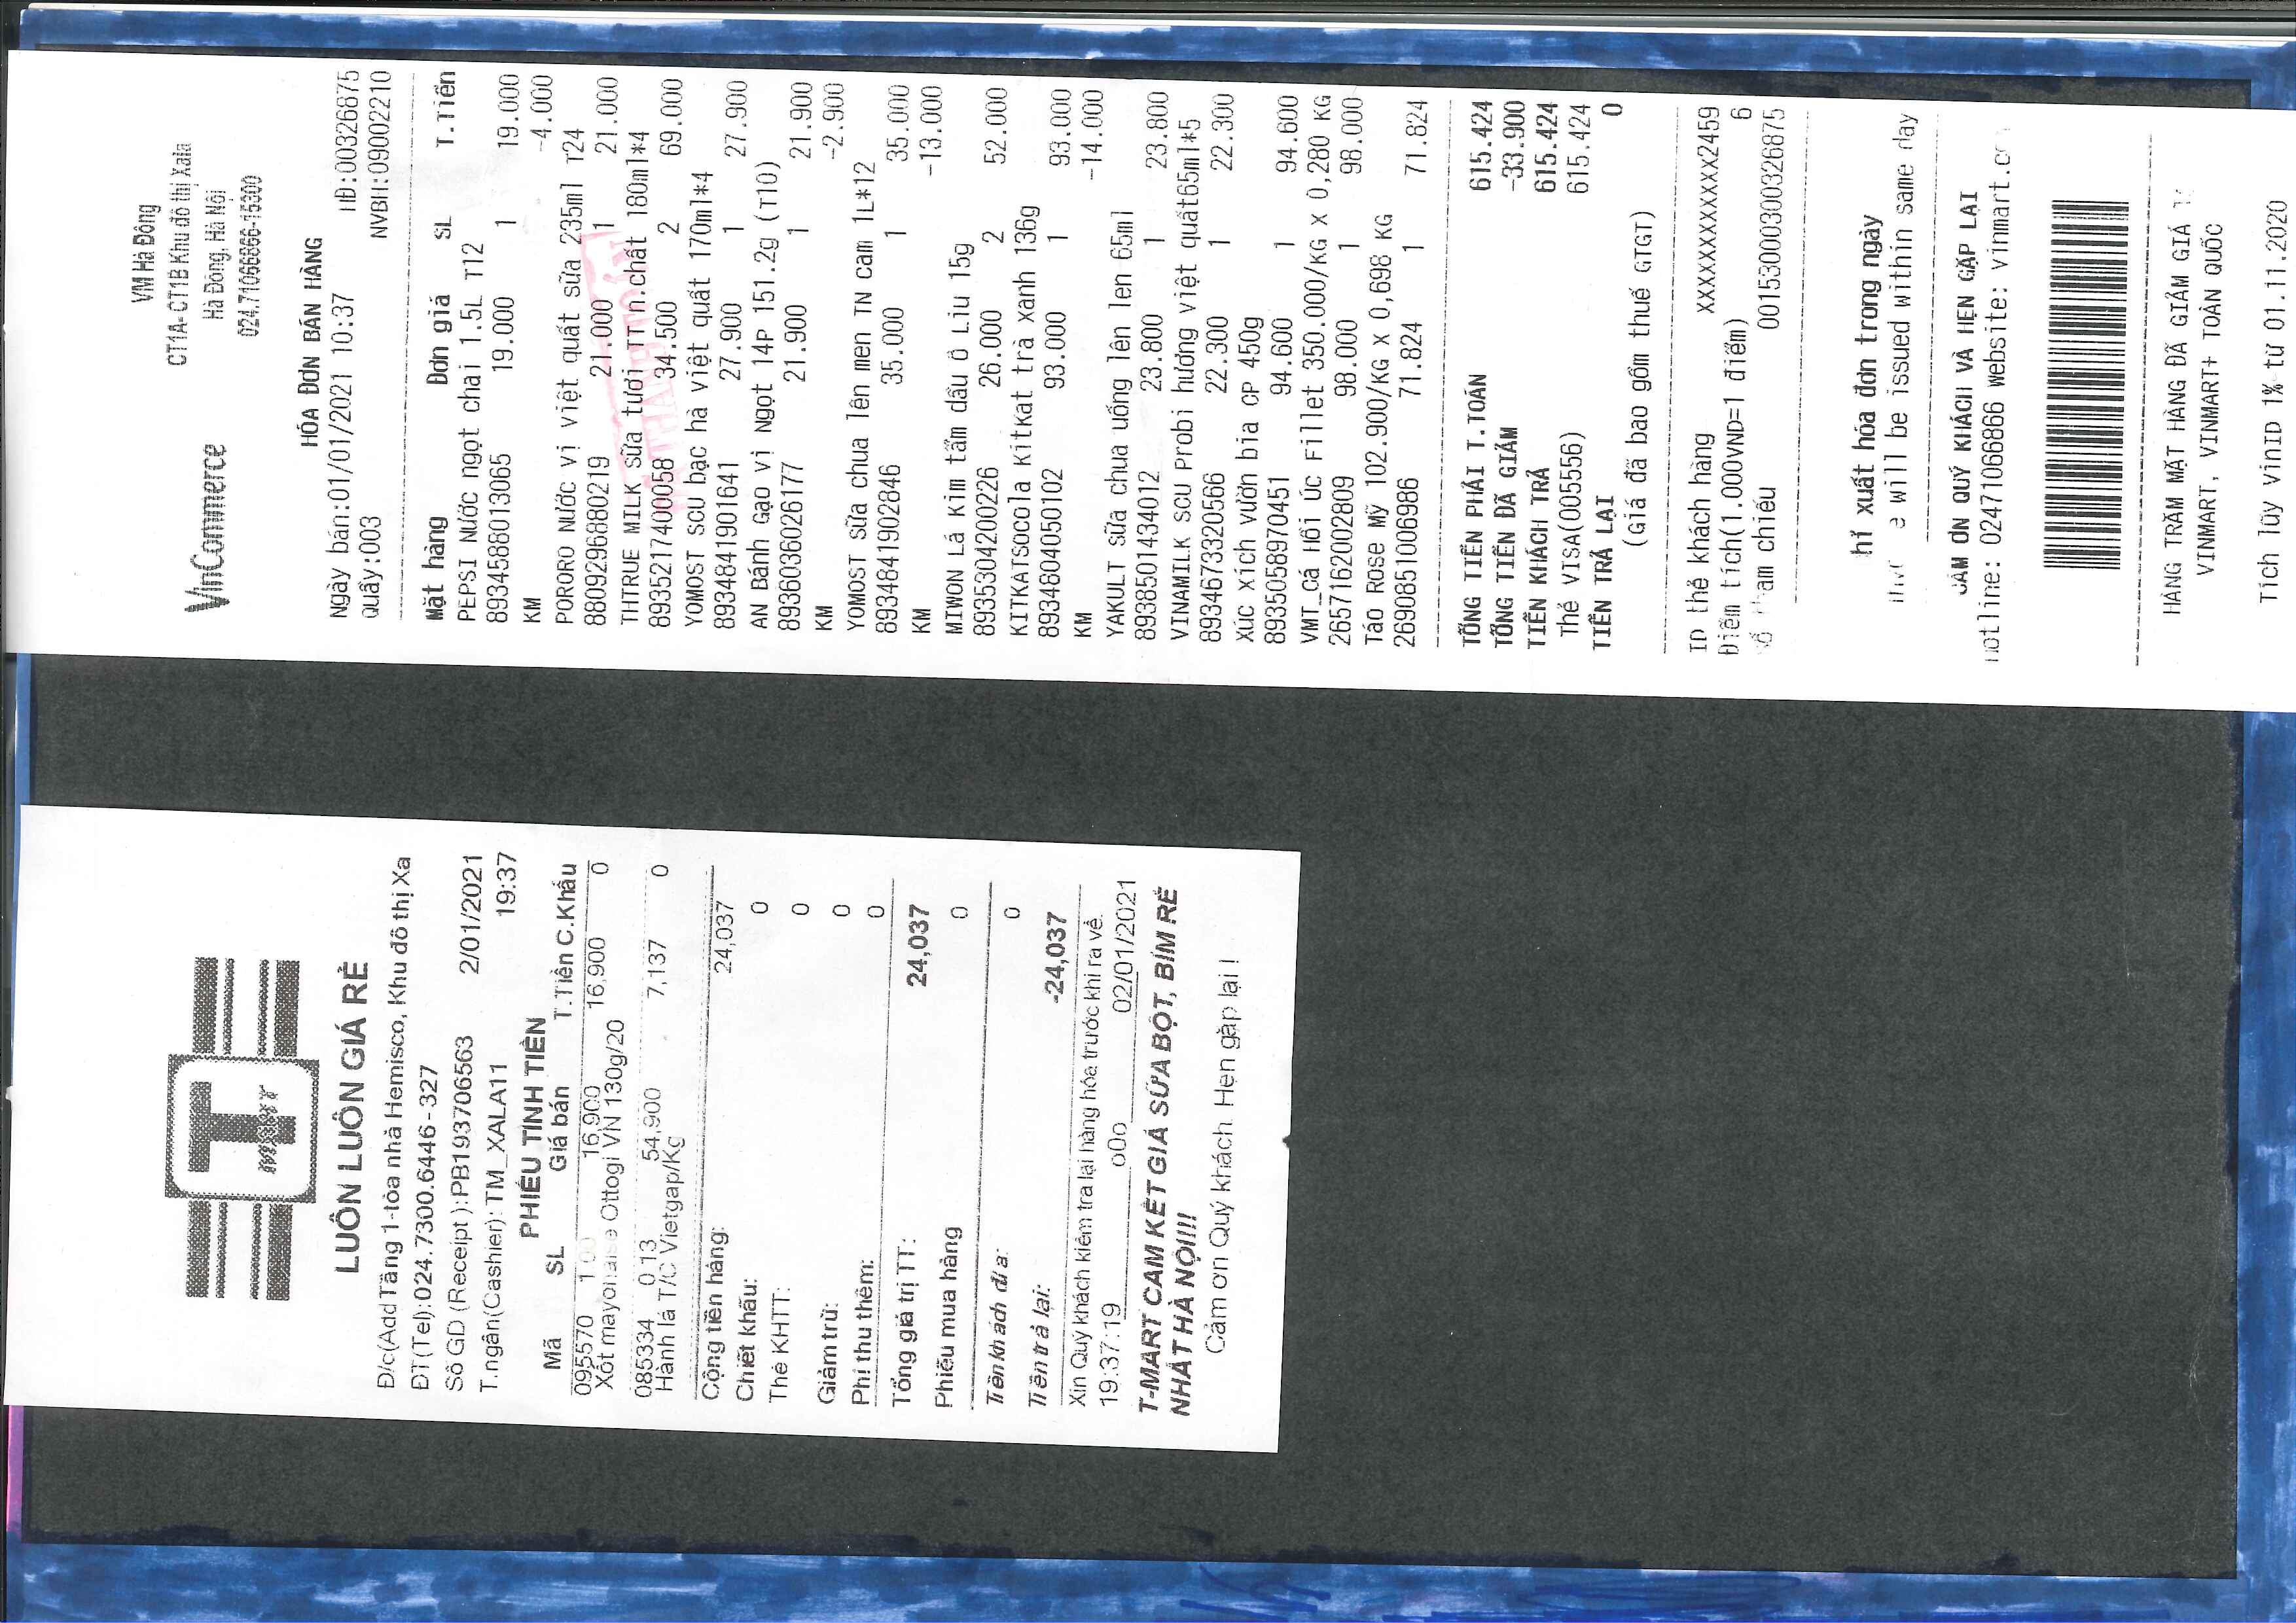 VM Hà Đông
CT1A-CT1B Khu đô thị Xala
Hà Đông, Hà Nội
024.71066866-15300
VinCommerce
HÓA ĐƠN BÁN HÀNG
Ngày bán:01/01/2021 10:37 HĐ:00326875
Quầy:003 NVBH:09002210
Mặt hàng Đơn giá SL T.Tiền
PEPSI Nước ngọt chai 1.5L T12
8934588013065 19.000 1 19.000
KM -4.000
PORORO Nước vị việt quất sữa 235ml T24
8809296880219 21.000 1 21.000
THTRUE MILK sữa tươi TT n.chất 180ml*4
8935217400058 34.500 2 69.000
YOMOST SCU bạc hà việt quất 170ml*4
8934841901641 27.900 1 27.900
AN Bánh Gạo vị Ngọt 14P 151.2g (T10)
8936036026177 21.900 1 21.900
KM -2.900
YOMOST sữa chua lên men TN cam 1L*12
8934841902846 35.000 1 35.000
KM -13.000
MIWON Lá Kim tẩm dầu ô Liu 15g
8935304200226 26.000 2 52.000
KITKATSocola Kitkat trà xanh 136g
8934804050102 93.000 1 93.000
KM -14.000
YAKULT sữa chua uống lên len 65ml
8938501434012 23.800 1 23.800
VINAMILK SCU Probi hương việt quất65ml*5
8934673320566 22.300 1 22.300
Xúc xích vườn bia CP 450g
8935058970451 94.600 1 94.600
VMT_Cá Hồi Úc Fillet 350.000/KG X 0,280 KG
2657162002809 98.000 1 98.000
Táo Rose Mỹ 102.900/KG X 0,698 KG
2690851006986 71.824 1 71.824
TỔNG TIỀN PHẢI T.TOÁN 615.424
TỔNG TIỀN ĐÃ GIẢM -33.900
TIỀN KHÁCH TRẢ 615.424
Thẻ VISA(005556) 615.424
TIỀN TRẢ LẠI 0
(Giá đã bao gồm thuế GTGT)
ID thẻ khách hàng XXXXXXXXXXXX2459
Điểm tích(1.000VND=1 điểm) 6
chiếu 00153000300326875
hỉ xuất hóa đơn trong ngày
will be issued within same day
CẢM ƠN QUÝ KHÁCH VÀ HẸN GẶP LẠI
Hotline: 02471066866 Website: vinmart.co
HÀNG TRĂM MẶT HÀNG ĐÃ GIẢM GIÁ
VINMART, VINMART+ TOÀN QUỐC
Tích lũy VinID 1% từ 01.11.2020
T
MART
LUÔN LUÔN GIÁ RẺ
Đ/c(AddTầng 1-tòa nhà Hemisco, Khu đô thị Xa
ĐT(Tel):024.7300.6446 - 327
Số GD (Receipt ):PB19370656З 2/01/2021
T.ngân(Cashier):TM_XALA11 19:37
PHIẾU TÍNH TIỀN
Mã SL Giá bán T.Tiền C.Khấu
095570 1.00 16,900 16,900 0
Xốt mayonaise Ottogi VN 130g/20
085334 0.13 54,900 7,137 0
Hành lá T/C Vietgap/Kg
Cộng tiền hàng: 24,037
Chiết khấu: 0
Thẻ KHTT: 0
Giảm trừ: 0
Phí thu thêm: 0
Tổng giá trị TT: 24,037
Phiếu mua hàng 0
Tiền khách đưa: 0
Tiền trả lại: -24,037
Xin Quý khách kiểm tra lại hàng hóa trước khi ra về.
19:37:19 oOo 02/01/2021
T-MART CAM KẾT GIÁ SỮA BỘT, BỈM RẺ
NHẤT HÀ NỘI!!!
Cảm ơn Quý khách. Hẹn gặp lại !